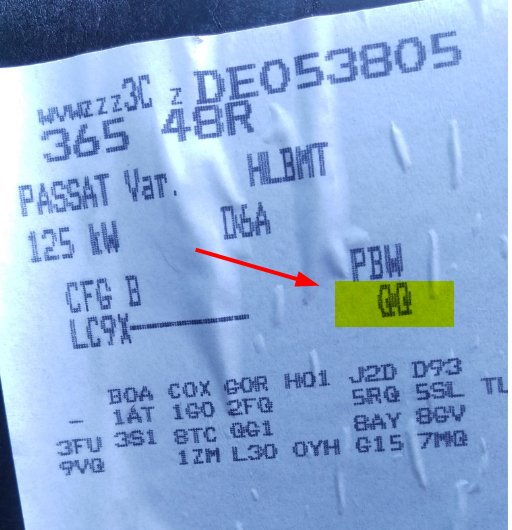 WVWZZZ3C Z DE053805
365 48R
PASSAT Var. HLBMT
125 kW D6A
PBW
CFG B GQ
LC9X
BOA COX GOR H01 J2D D93
_ 1AT 1G0 2FQ 5RQ 5SL TL
3FU 3S1 8TC QG1 8AY 8GV
9VQ 1ZM L30 0YH G15 7MQ